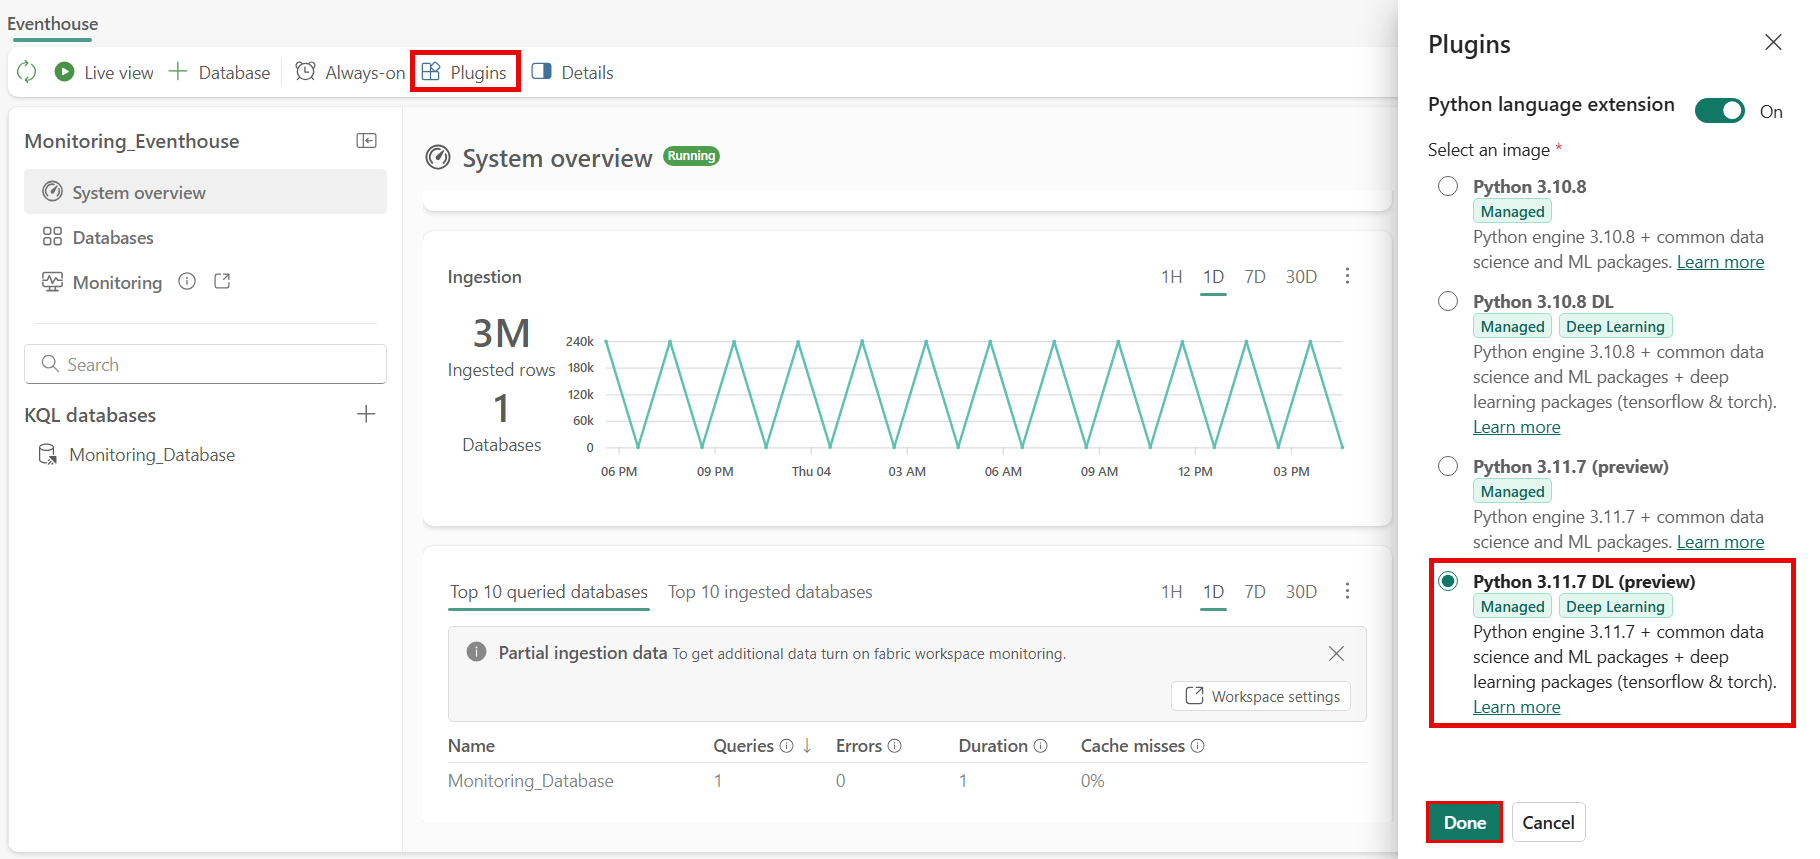 Eventhouse
Live view
Database
Always-on
Plugins
Details
Monitoring_Eventhouse
System overview
Databases
Monitoring
Search
KQL databases
Monitoring_Database
System overview
Running
Ingestion
1H 1D 7D 30D
3M
Ingested rows
1
Databases
240k
180k
120k
60k
0
06 PM 09 PM Thu 04 03 AM 06 AM 09 AM 12 PM 03 PM
Top 10 queried databases Top 10 ingested databases
1H 1D 7D 30D
Partial ingestion data To get additional data turn on fabric workspace monitoring.
Workspace settings
Name Queries Errors Duration Cache misses
Monitoring_Database 1 0 1 0%
Plugins
Python language extension On
Select an image *
Python 3.10.8
Managed
Python engine 3.10.8 + common data
science and ML packages. Learn more
Python 3.10.8 DL
Managed Deep Learning
Python engine 3.10.8 + common data
science and ML packages + deep
learning packages (tensorflow & torch).
Learn more
Python 3.11.7 (preview)
Managed
Python engine 3.11.7 + common data
science and ML packages. Learn more
Python 3.11.7 DL (preview)
Managed Deep Learning
Python engine 3.11.7 + common data
science and ML packages + deep
learning packages (tensorflow & torch).
Learn more
Done
Cancel